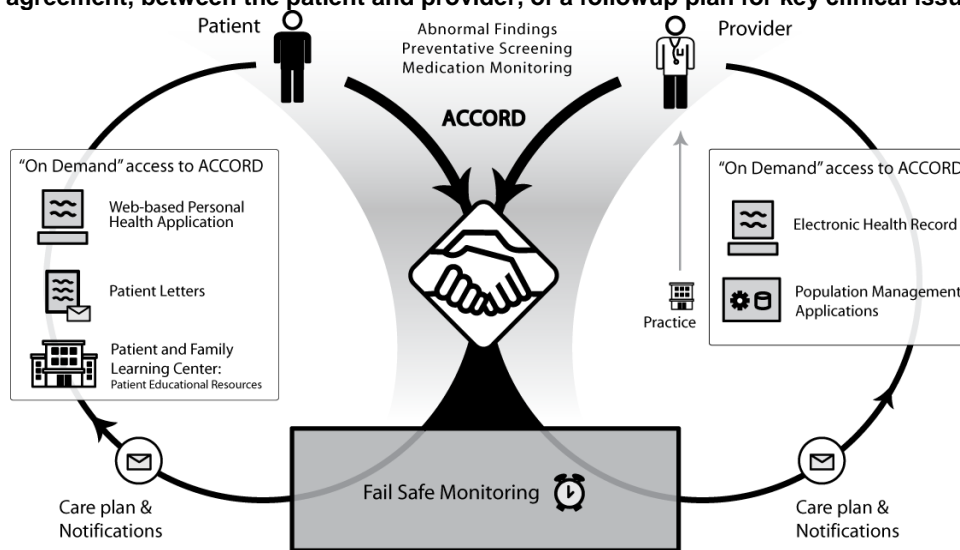 agreement, between the patient and provider, of a followup plan for key clinical issu
Patient
Abnormal Findings
Preventative Screening
Medication Monitoring
Provider
ACCORD
"On Demand" access to ACCORD
Web-based Personal
Health Application
Patient Letters
Patient and Family
Learning Center:
Patient Educational Resources
"On Demand" access to ACCORD
Electronic Health Record
Population Management
Applications
Practice
Fail Safe Monitoring
Care plan &
Notifications
Care plan &
Notifications